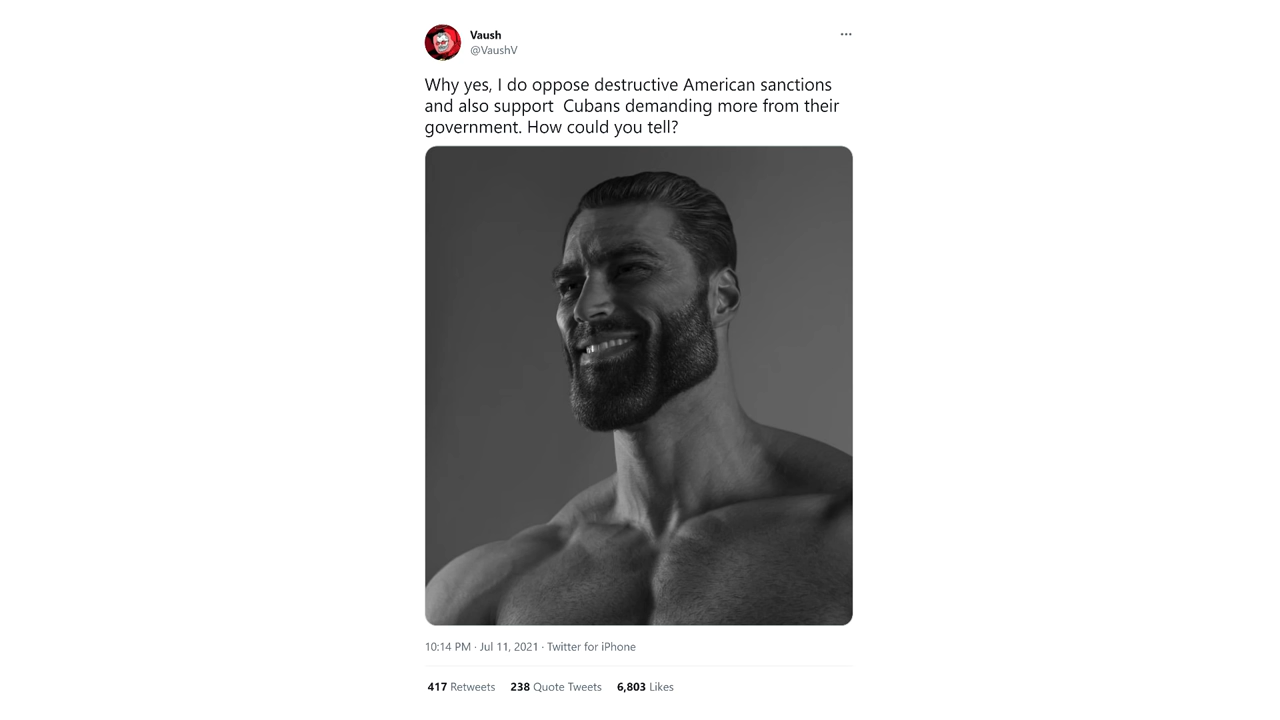 Vaush
@VaushV
Why yes, I do oppose destructive American sanctions
and also support  Cubans demanding more from their
government. How could you tell?
10:14 PM · Jul 11, 2021 · Twitter for iPhone
417 Retweets 238 Quote Tweets 6,803 Likes